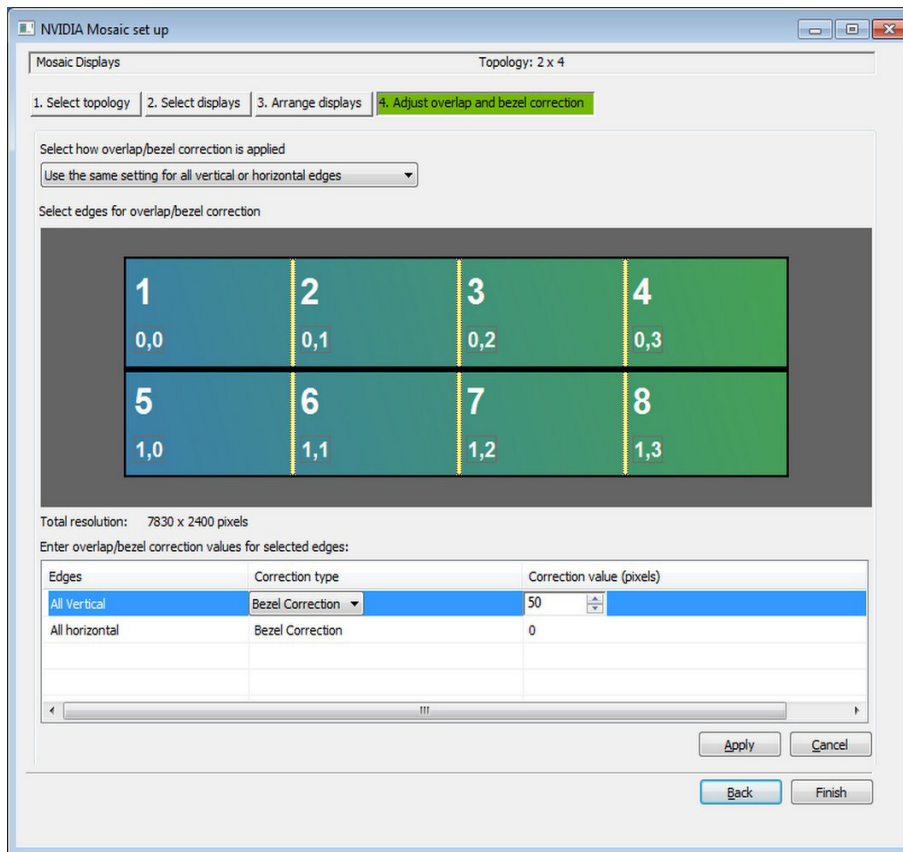 NVIDIA Mosaic set up
Mosaic Displays Topology: 2 x 4
1. Select topology 2. Select displays 3. Arrange displays 4. Adjust overlap and bezel correction
Select how overlap/bezel correction is applied
Use the same setting for all vertical or horizontal edges
Select edges for overlap/bezel correction
1 2 3 4
0,0 0,1 0,2 0,3
5 6 7 8
1,0 1,1 1,2 1,3
Total resolution: 7830 x 2400 pixels
Enter overlap/bezel correction values for selected edges:
Edges Correction type Correction value (pixels)
All Vertical Bezel Correction 50
All horizontal Bezel Correction 0
Apply Cancel
Back Finish